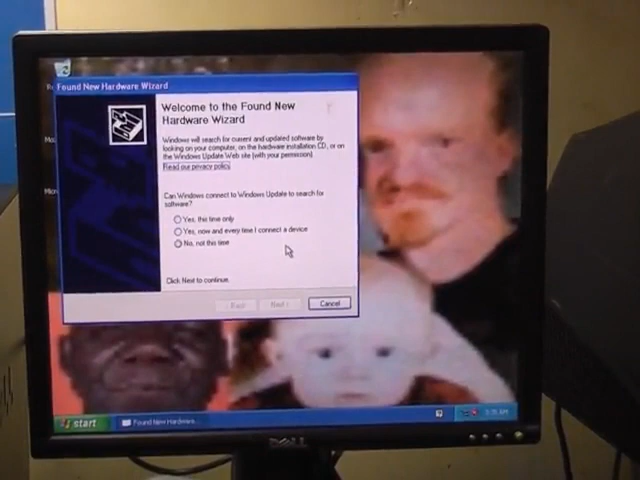 Found New Hardware Wizard
Welcome to the Found New
Hardware Wizard
Windows will search for current and updated software by
looking on your computer, on the hardware installation CD, or on
the Windows Update Web site (with your permission).
Read our privacy policy
Can Windows connect to Windows Update to search for
software?
Yes, this time only
Yes, now and every time I connect a device
No, not this time
Click Next to continue.
Next >
Cancel
start
Found New Hardware...
DELL